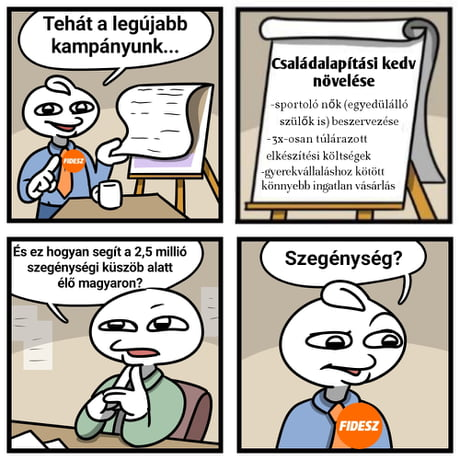 Tehát a legújabb
kampányunk...
FIDESZ
Családalapítási kedv
növelése
-sportoló nők (egyedülálló
szülők is) beszervezése
-3x-osan túlárazott
elkészítési költségek
-gyerekvállaláshoz kötött
könnyebb ingatlan vásárlás
És ez hogyan segít a 2,5 millió
szegénységi küszöb alatt
élő magyaron?
Szegénység?
FIDESZ